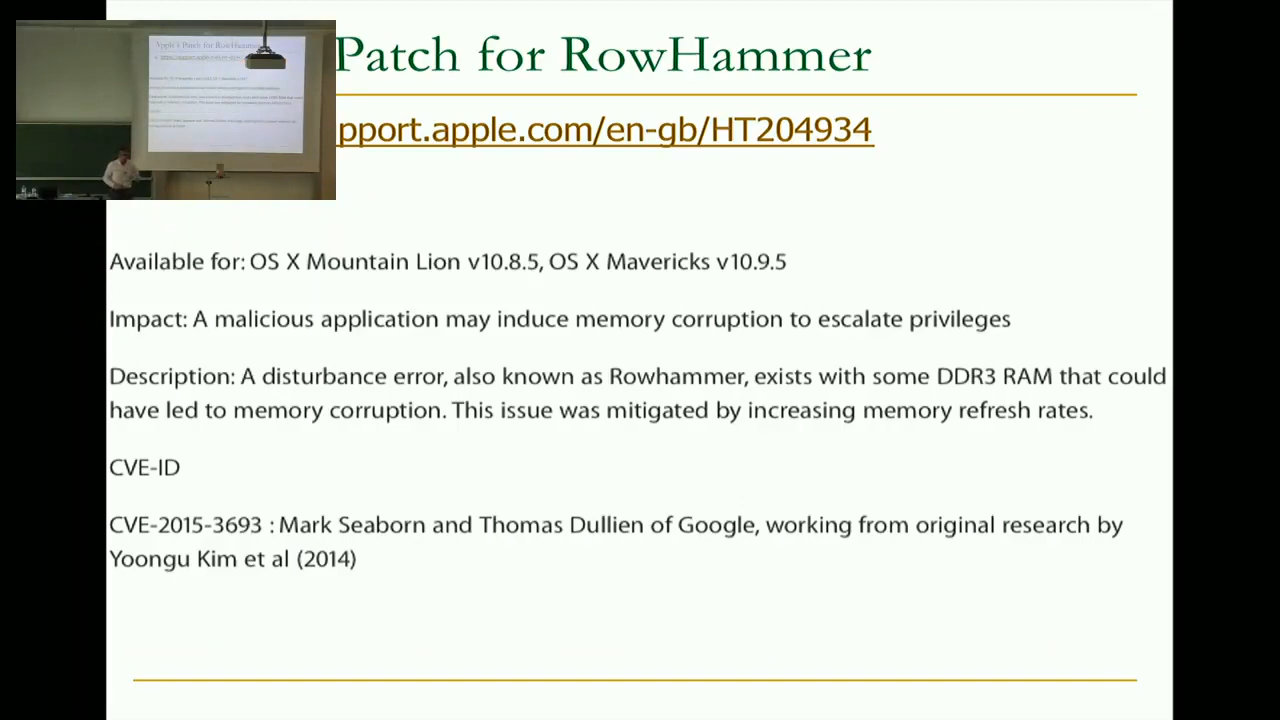 Patch for RowHammer
pport.apple.com/en-gb/HT204934
Available for: OS X Mountain Lion v10.8.5, OS X Mavericks v10.9.5
Impact: A malicious application may induce memory corruption to escalate privileges
Description: A disturbance error, also known as Rowhammer, exists with some DDR3 RAM that could
have led to memory corruption. This issue was mitigated by increasing memory refresh rates.
CVE-ID
CVE-2015-3693 : Mark Seaborn and Thomas Dullien of Google, working from original research by
Yoongu Kim et al (2014)
Apple's Patch for RowHammer